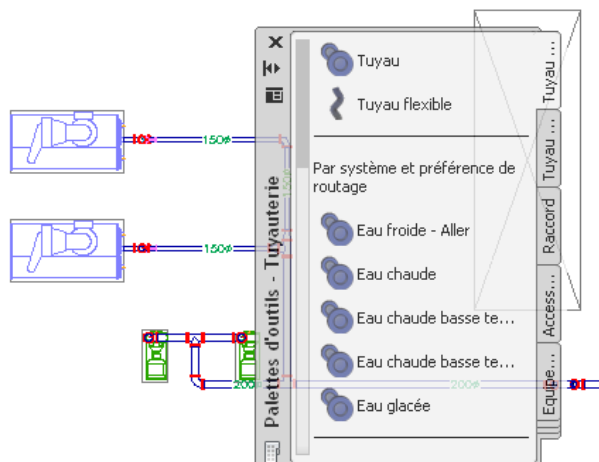 Tuyau
Tuyau flexible
Par système et préférence de
routage
Eau froide - Aller
Eau chaude
Eau chaude basse te...
Eau chaude basse te...
Eau glacée
Palettes d'outils - Tuyauterie
Tuyau ...
Tuyau ...
Raccord
Access...
Equipe...
150ø
150ø
150ø
200ø
200ø